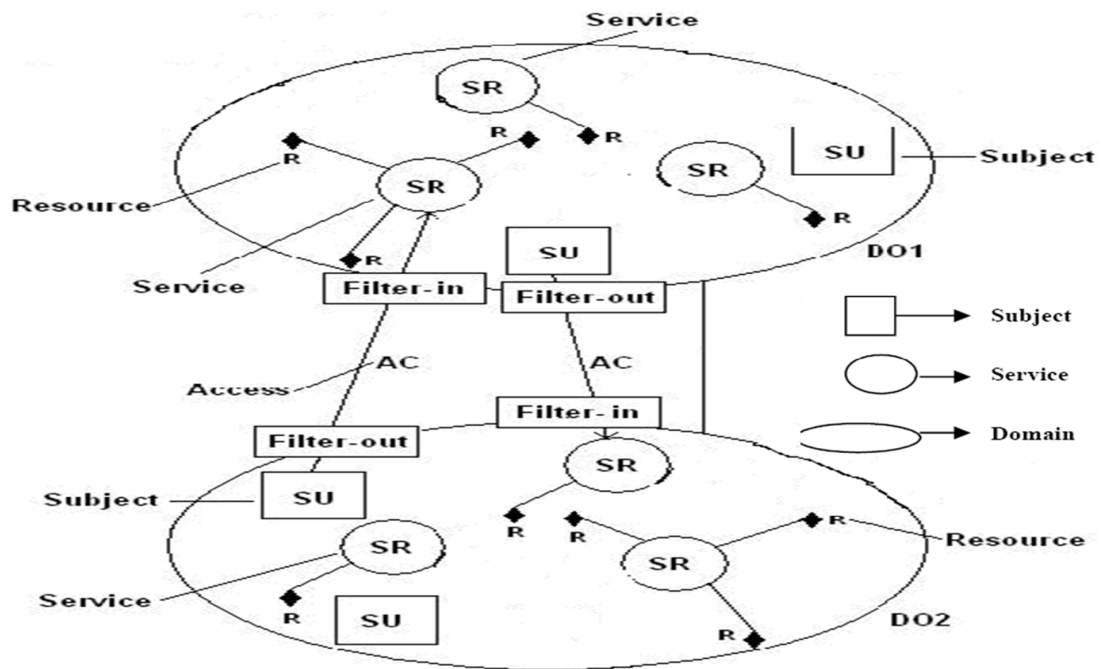 Service
SR
R
R
R
SU
Subject
SR
SR
Resource
R
SU
R
DO1
Service
Filter-in
Filter-out
Subject
AC
AC
Service
Access
Filter-in
Filter-out
Domain
SR
Subject
SU
R
R
R
Resource
SR
SR
Service
R
SU
R
DO2